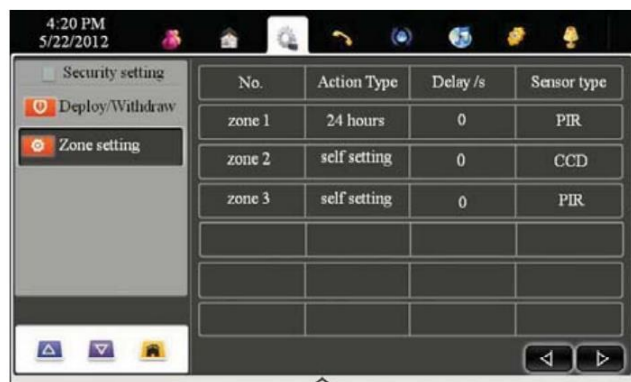 4:20 PM
5/22/2012
Security setting
Deploy/Withdraw
Zone setting
No. Action Type Delay /s Sensor type
zone 1 24 hours 0 PIR
zone 2 self setting 0 CCD
zone 3 self setting 0 PIR